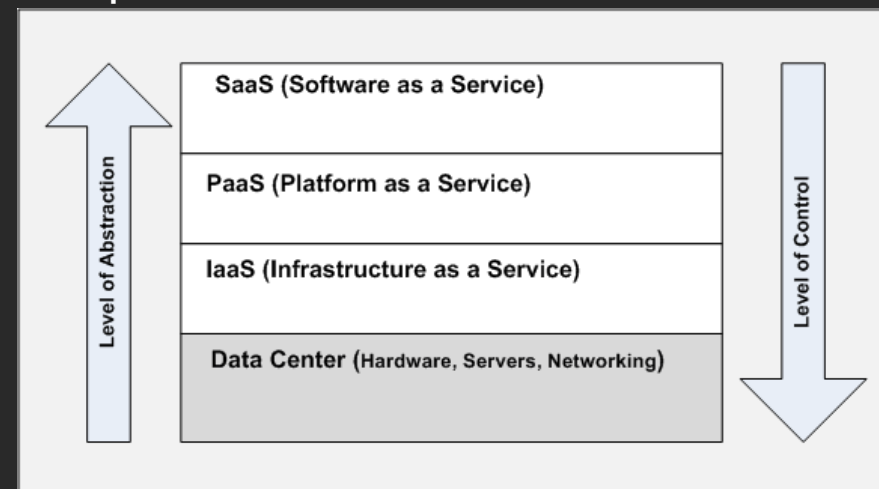 SaaS (Software as a Service)
PaaS (Platform as a Service)
IaaS (Infrastructure as a Service)
Data Center (Hardware, Servers, Networking)
Level of Abstraction
Level of Control